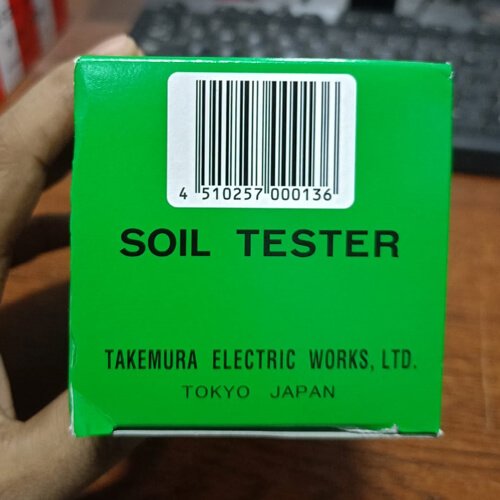 4 510257 000136
SOIL TESTER
TAKEMURA ELECTRIC WORKS, LTD.
TOKYO JAPAN